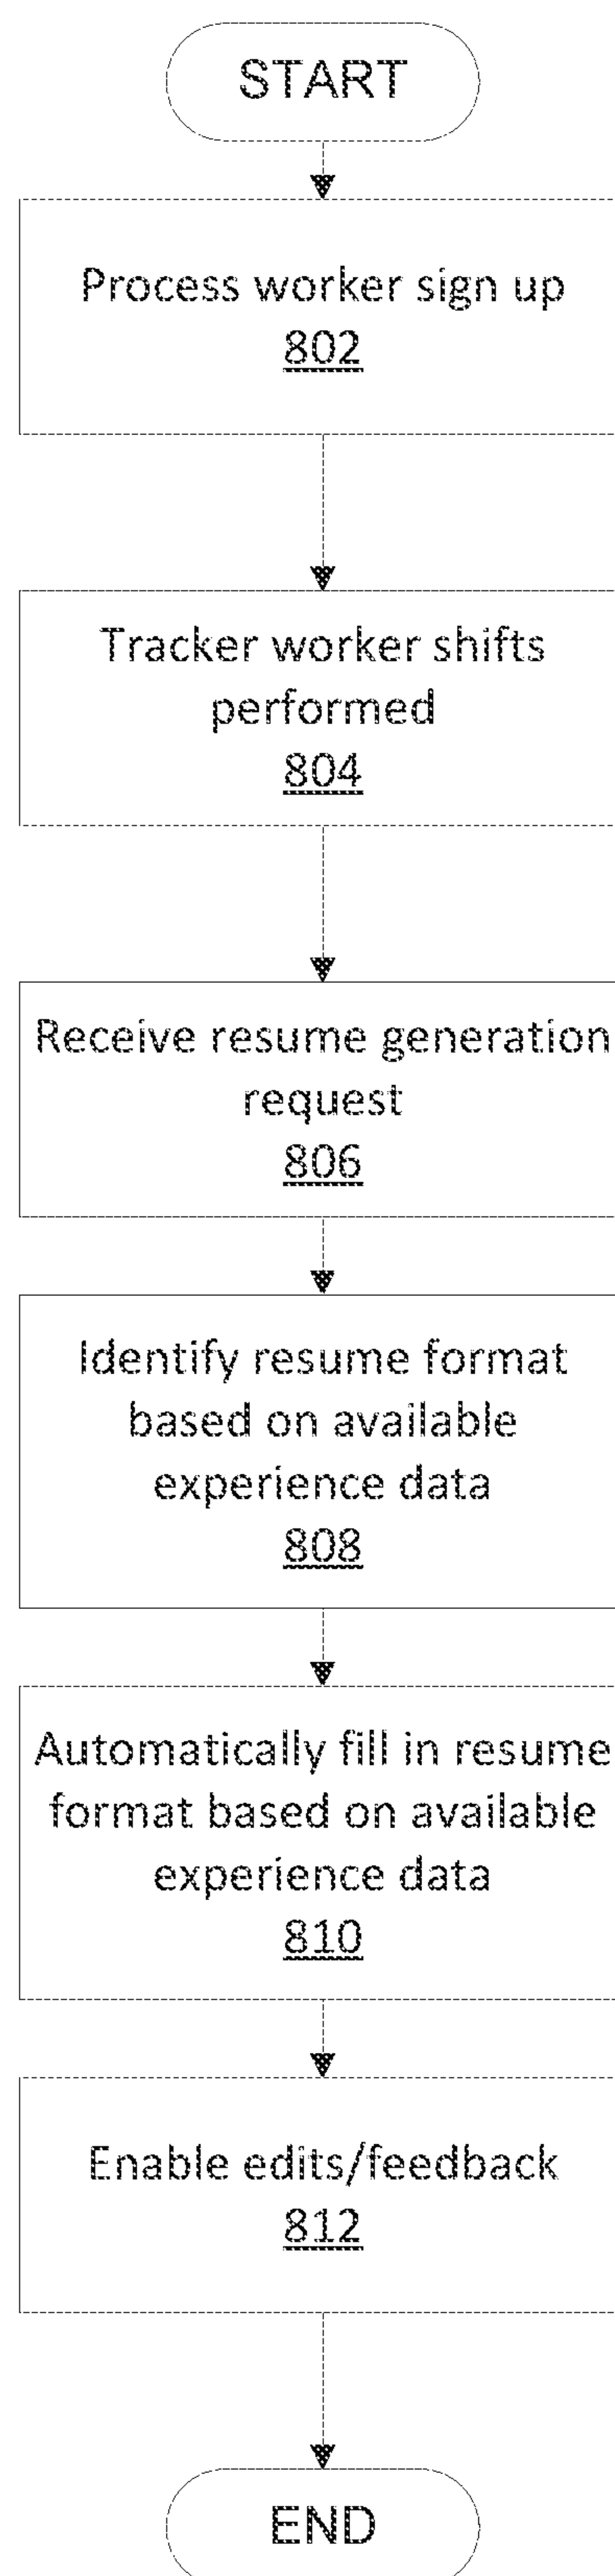 START
Process worker sign up
802
Tracker worker shifts
performed
804
Receive resume generation
request
806
Identify resume format
based on available
experience data
808
Automatically fill in resume
format based on available
experience data
810
Enable edits/feedback
812
END